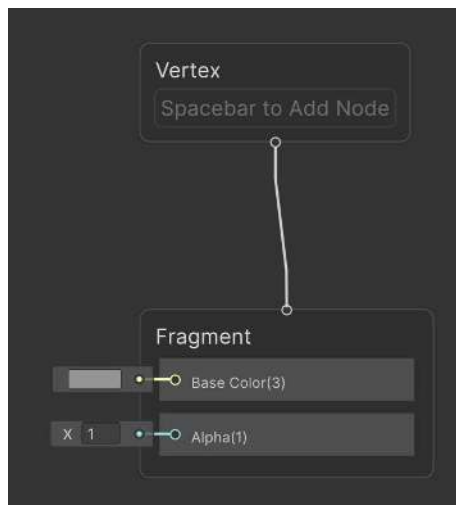 Vertex
Spacebar to Add Node
Fragment
Base Color(3)
X 1
Alpha(1)